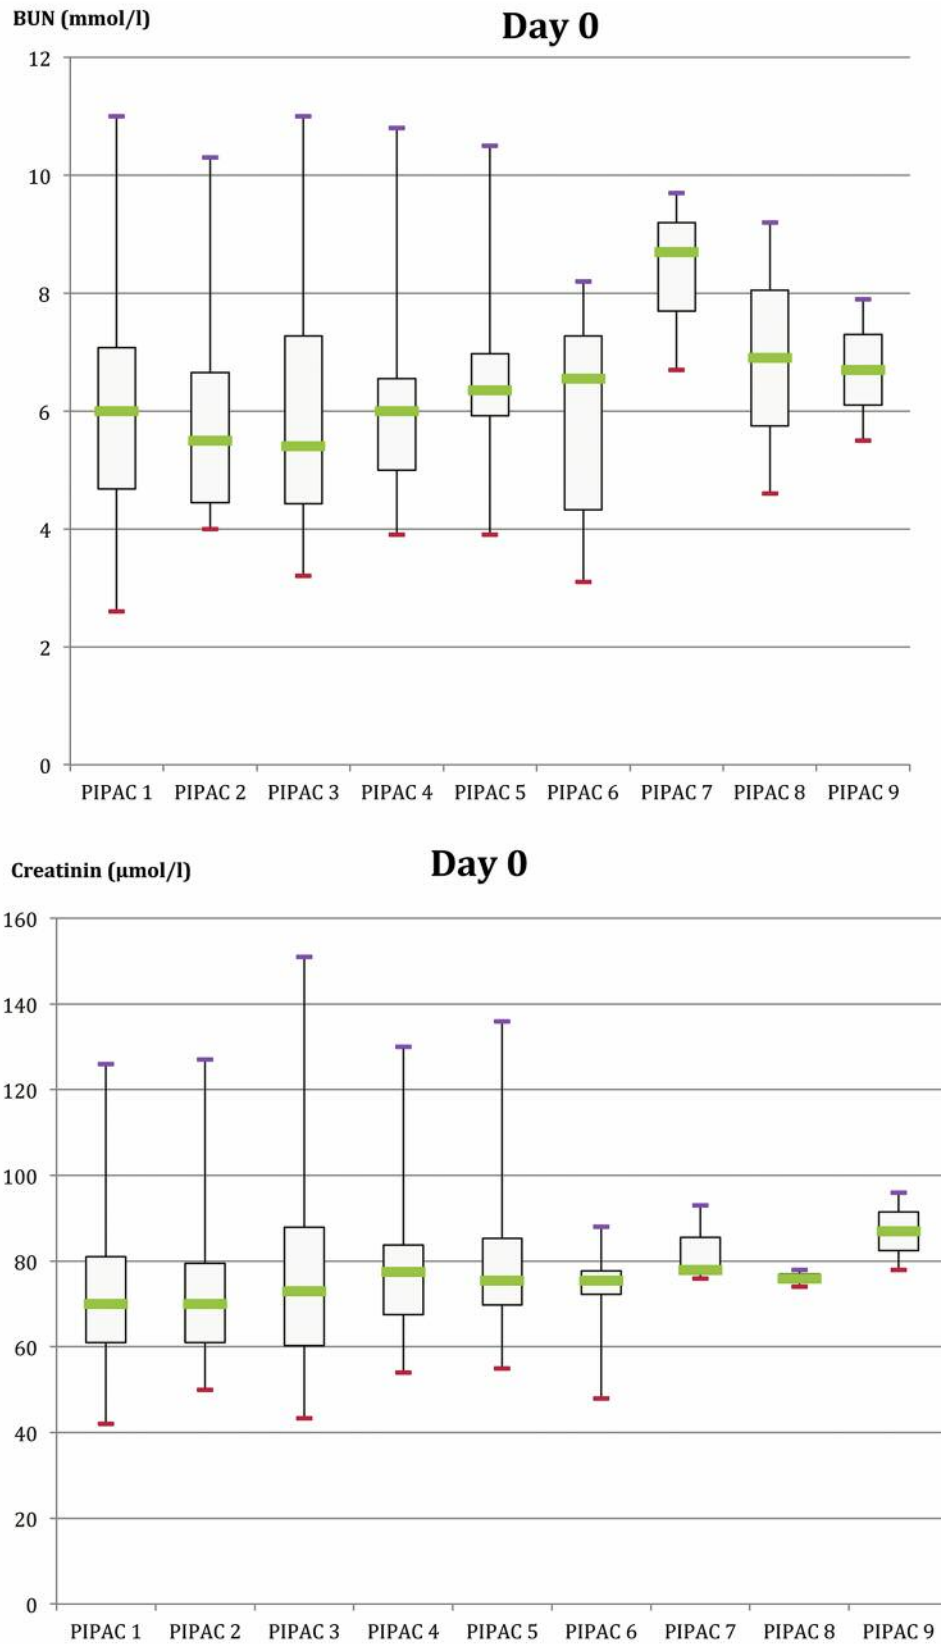 BUN (mmol/l)
Day 0
12
10
8
6
4
2
0
PIPAC 1 PIPAC 2 PIPAC 3 PIPAC 4 PIPAC 5 PIPAC 6 PIPAC 7 PIPAC 8 PIPAC 9
Creatinin (μmol/l)
Day 0
160
140
120
100
80
60
40
20
0
PIPAC 1 PIPAC 2 PIPAC 3 PIPAC 4 PIPAC 5 PIPAC 6 PIPAC 7 PIPAC 8 PIPAC 9